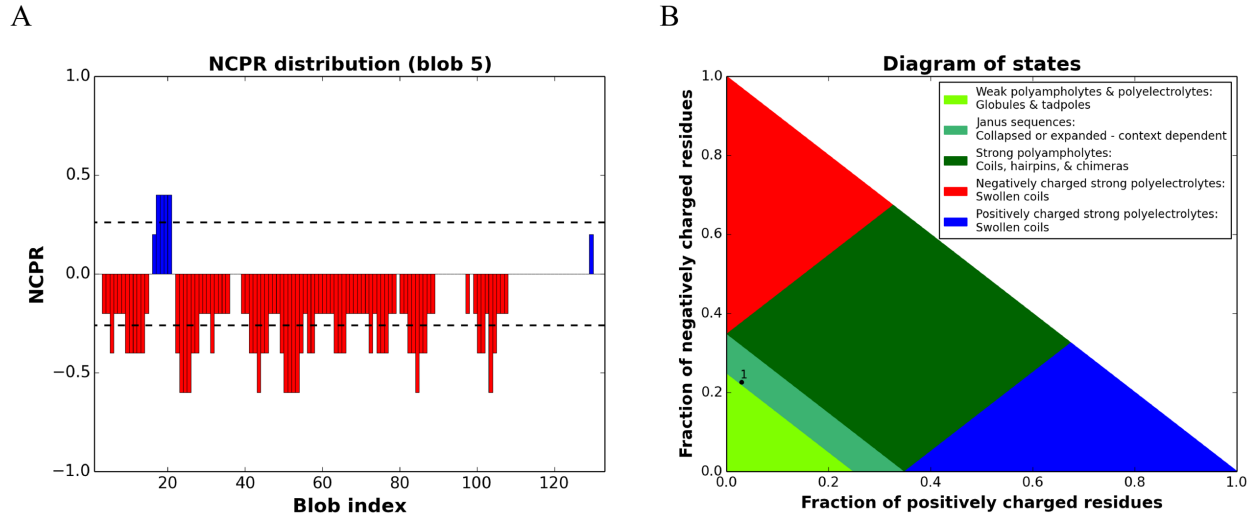 A
NCPR distribution (blob 5)
1.0
0.5
0.0
−0.5
−1.0
NCPR
20
40
60
80
100
120
Blob index
B
Diagram of states
1.0
0.8
0.6
0.4
0.2
0.0
Fraction of negatively charged residues
Weak polyampholytes & polyelectrolytes:
Globules & tadpoles
Janus sequences:
Collapsed or expanded - context dependent
Strong polyampholytes:
Coils, hairpins, & chimeras
Negatively charged strong polyelectrolytes:
Swollen coils
Positively charged strong polyelectrolytes:
Swollen coils
1
0.0
0.2
0.4
0.6
0.8
1.0
Fraction of positively charged residues